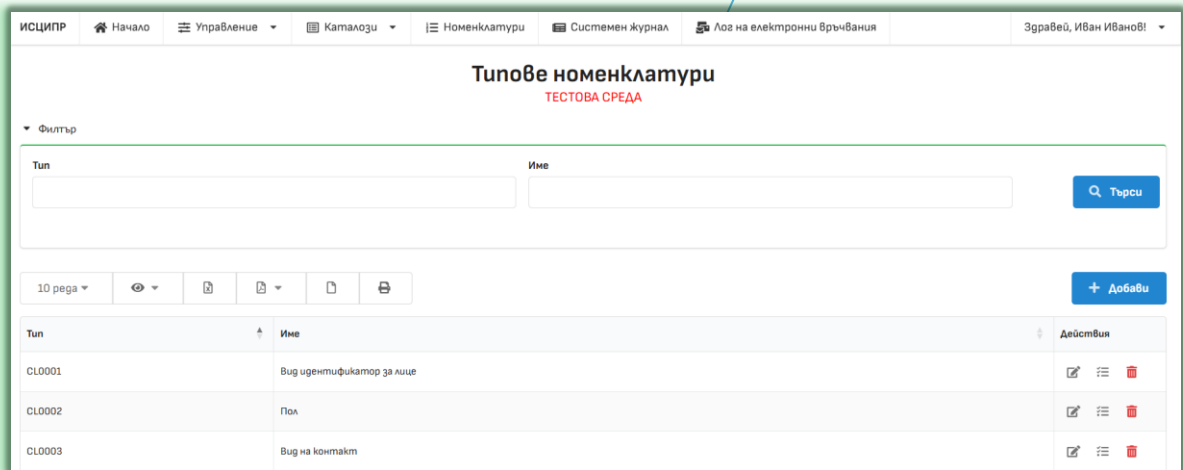 ИСЦИПР Начало Управление Каталози Номенклатури Системен журнал Лог на електронни връчвания Здравей, Иван Иванов!
Типове номенклатури
ТЕСТОВА СРЕДА
Филтър
Тип Име
Търси
10 реда
Добави
Тип Име Действия
CL0001 Вид идентификатор за лице
CL0002 Пол
CL0003 Вид на контакт